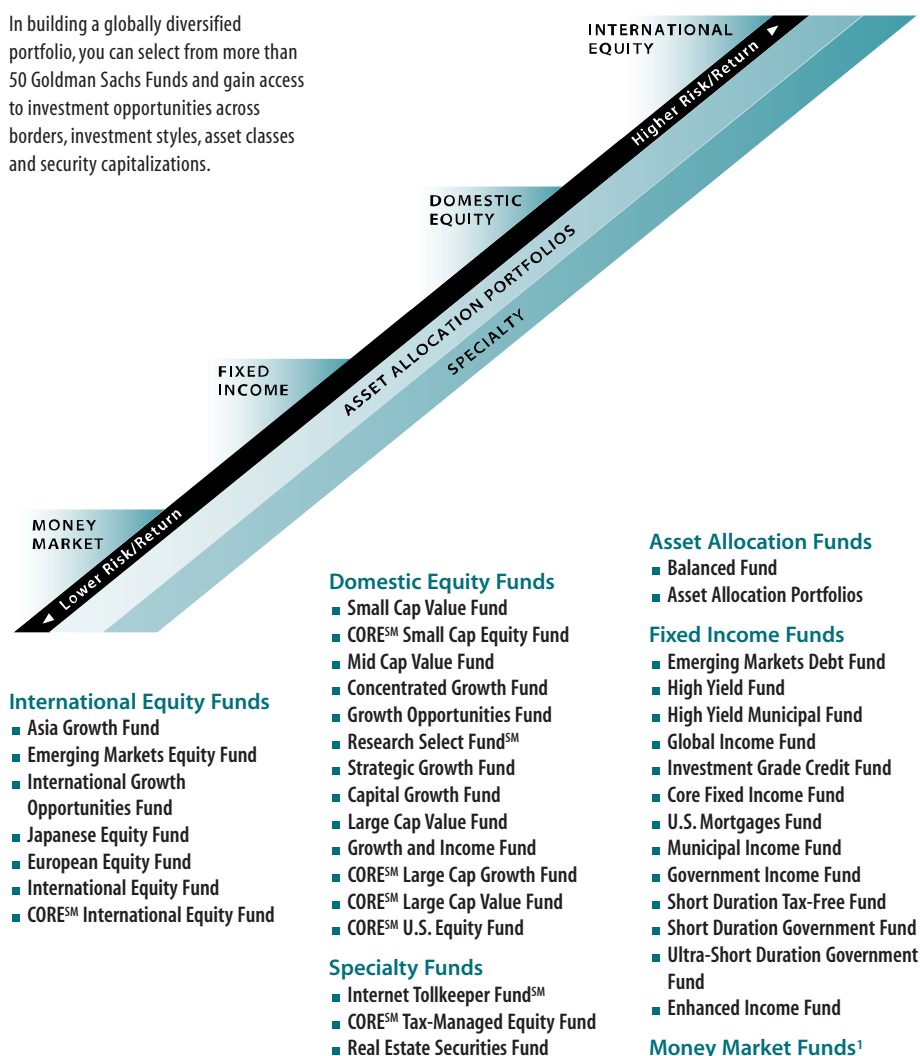 In building a globally diversified
portfolio, you can select from more than
50 Goldman Sachs Funds and gain access
to investment opportunities across
borders, investment styles, asset classes
and security capitalizations.
INTERNATIONAL
EQUITY
Higher Risk/Return
DOMESTIC
EQUITY
ASSET ALLOCATION PORTFOLIOS
SPECIALTY
FIXED
INCOME
MONEY
MARKET
Lower Risk/Return
International Equity Funds
■ Asia Growth Fund
■ Emerging Markets Equity Fund
■ International Growth
Opportunities Fund
■ Japanese Equity Fund
■ European Equity Fund
■ International Equity Fund
■ CORE℠ International Equity Fund
Domestic Equity Funds
■ Small Cap Value Fund
■ CORE℠ Small Cap Equity Fund
■ Mid Cap Value Fund
■ Concentrated Growth Fund
■ Growth Opportunities Fund
■ Research Select Fund℠
■ Strategic Growth Fund
■ Capital Growth Fund
■ Large Cap Value Fund
■ Growth and Income Fund
■ CORE℠ Large Cap Growth Fund
■ CORE℠ Large Cap Value Fund
■ CORE℠ U.S. Equity Fund
Specialty Funds
■ Internet Tollkeeper Fund℠
■ CORE℠ Tax-Managed Equity Fund
■ Real Estate Securities Fund
Asset Allocation Funds
■ Balanced Fund
■ Asset Allocation Portfolios
Fixed Income Funds
■ Emerging Markets Debt Fund
■ High Yield Fund
■ High Yield Municipal Fund
■ Global Income Fund
■ Investment Grade Credit Fund
■ Core Fixed Income Fund
■ U.S. Mortgages Fund
■ Municipal Income Fund
■ Government Income Fund
■ Short Duration Tax-Free Fund
■ Short Duration Government Fund
■ Ultra-Short Duration Government
Fund
■ Enhanced Income Fund
Money Market Funds¹